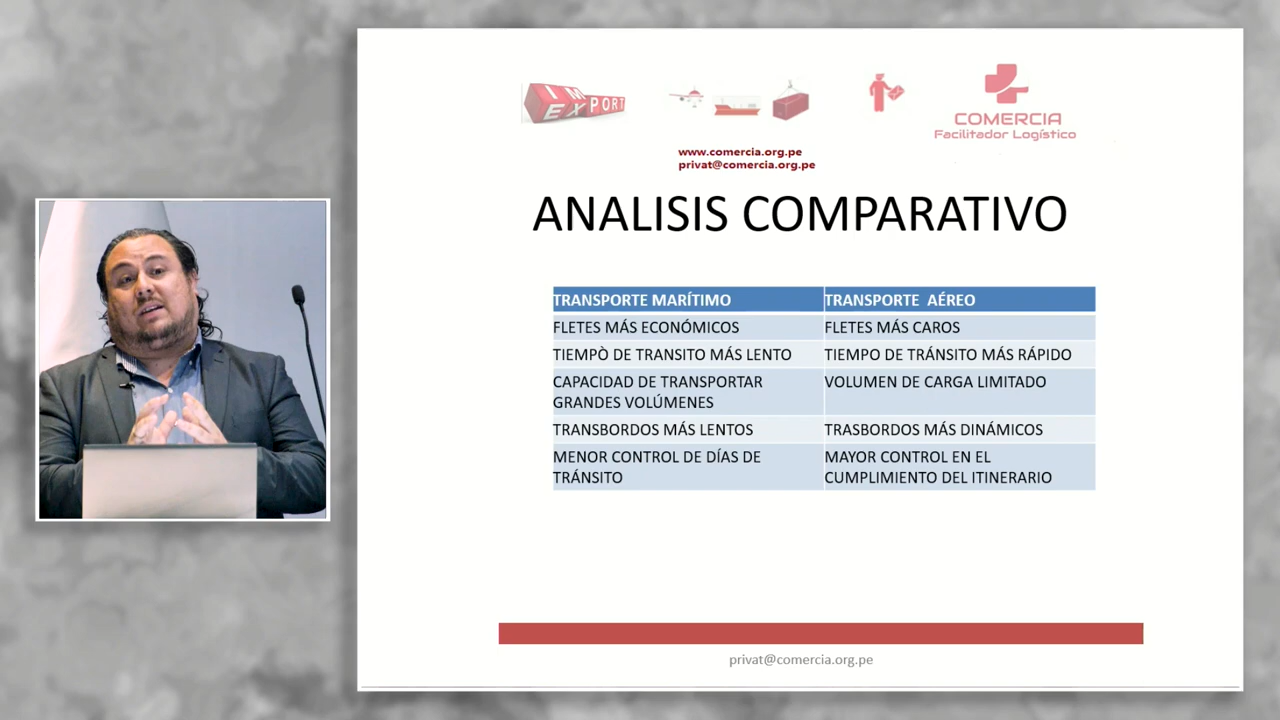 IM
EXPORT
COMERCIA
Facilitador Logístico
www.comercia.org.pe
privat@comercia.org.pe
ANALISIS COMPARATIVO
TRANSPORTE MARÍTIMO TRANSPORTE AÉREO
FLETES MÁS ECONÓMICOS FLETES MÁS CAROS
TIEMPÒ DE TRANSITO MÁS LENTO TIEMPO DE TRÁNSITO MÁS RÁPIDO
CAPACIDAD DE TRANSPORTAR VOLUMEN DE CARGA LIMITADO
GRANDES VOLÚMENES
TRANSBORDOS MÁS LENTOS TRASBORDOS MÁS DINÁMICOS
MENOR CONTROL DE DÍAS DE MAYOR CONTROL EN EL
TRÁNSITO CUMPLIMIENTO DEL ITINERARIO
privat@comercia.org.pe